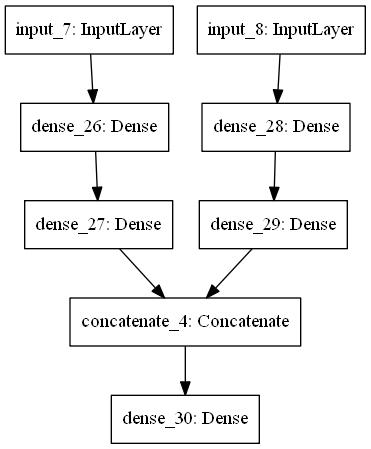 input_7: InputLayer
input_8: InputLayer
dense_26: Dense
dense_28: Dense
dense_27: Dense
dense_29: Dense
concatenate_4: Concatenate
dense_30: Dense